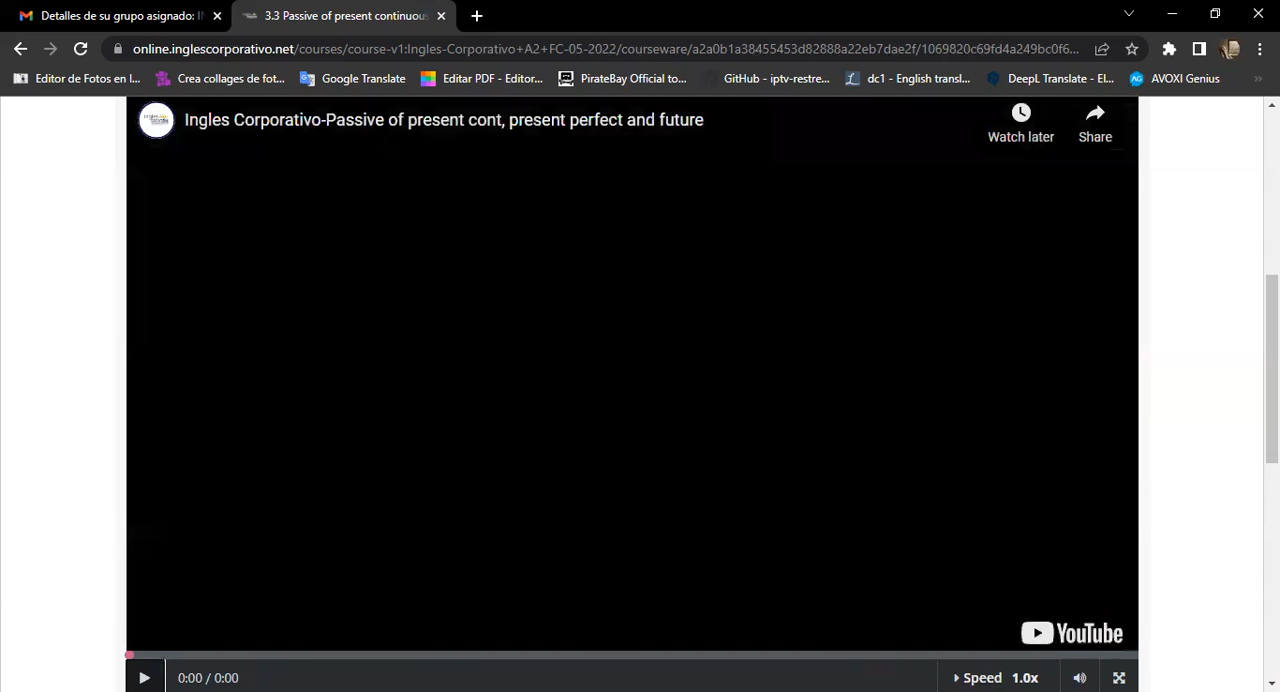 Detalles de su grupo asignado: I
3.3 Passive of present continuous
online.inglescorporativo.net/courses/course-v1:Ingles-Corporativo+A2+FC-05-2022/courseware/a2a0b1a38455453d82888a22eb7dae2f/1069820c69fd4a249bc0f6...
Editor de Fotos en l...
Crea collages de fot...
Google Translate
Editar PDF - Editor...
PirateBay Official to...
GitHub - iptv-restre...
dc1 - English transl...
DeepL Translate - El...
AVOXI Genius
Ingles Corporativo-Passive of present cont, present perfect and future
Watch later
Share
YouTube
0:00 / 0:00
Speed 1.0x